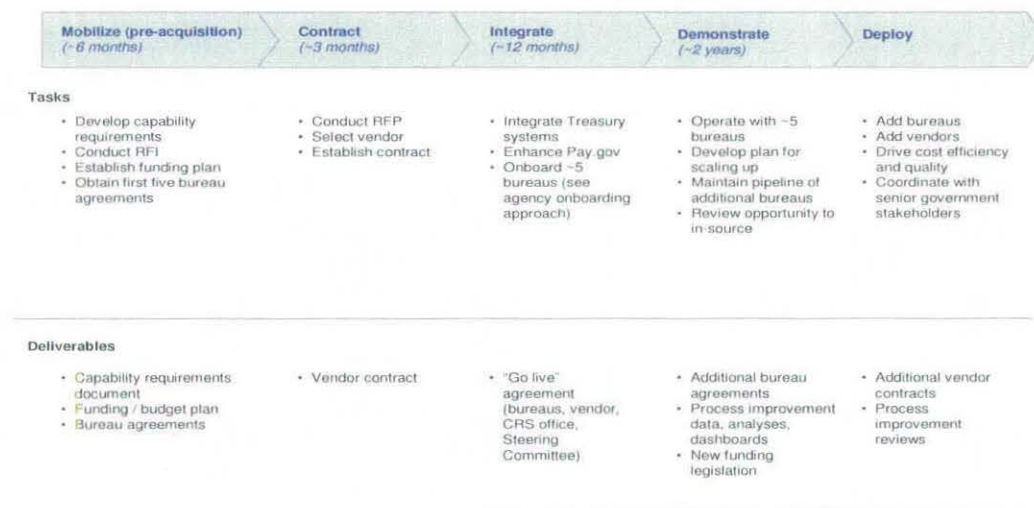 Mobilize (pre-acquisition)
(~6 months)
Contract
(~3 months)
Integrate
(~12 months)
Demonstrate
(~2 years)
Deploy
Tasks
• Develop capability
requirements
• Conduct RFI
• Establish funding plan
• Obtain first five bureau
agreements
• Conduct RFP
• Select vendor
• Establish contract
• Integrate Treasury
systems
• Enhance Pay.gov
• Onboard ~5
bureaus (see
agency onboarding
approach)
• Operate with ~5
bureaus
• Develop plan for
scaling up
• Maintain pipeline of
additional bureaus
• Review opportunity to
in-source
• Add bureaus
• Add vendors
• Drive cost efficiency
and quality
• Coordinate with
senior government
stakeholders
Deliverables
• Capability requirements
document
• Funding / budget plan
• Bureau agreements
• Vendor contract
• "Go live"
agreement
(bureaus, vendor,
CRS office,
Steering
Committee)
• Additional bureau
agreements
• Process improvement
data, analyses,
dashboards
• New funding
legislation
• Additional vendor
contracts
• Process
improvement
reviews